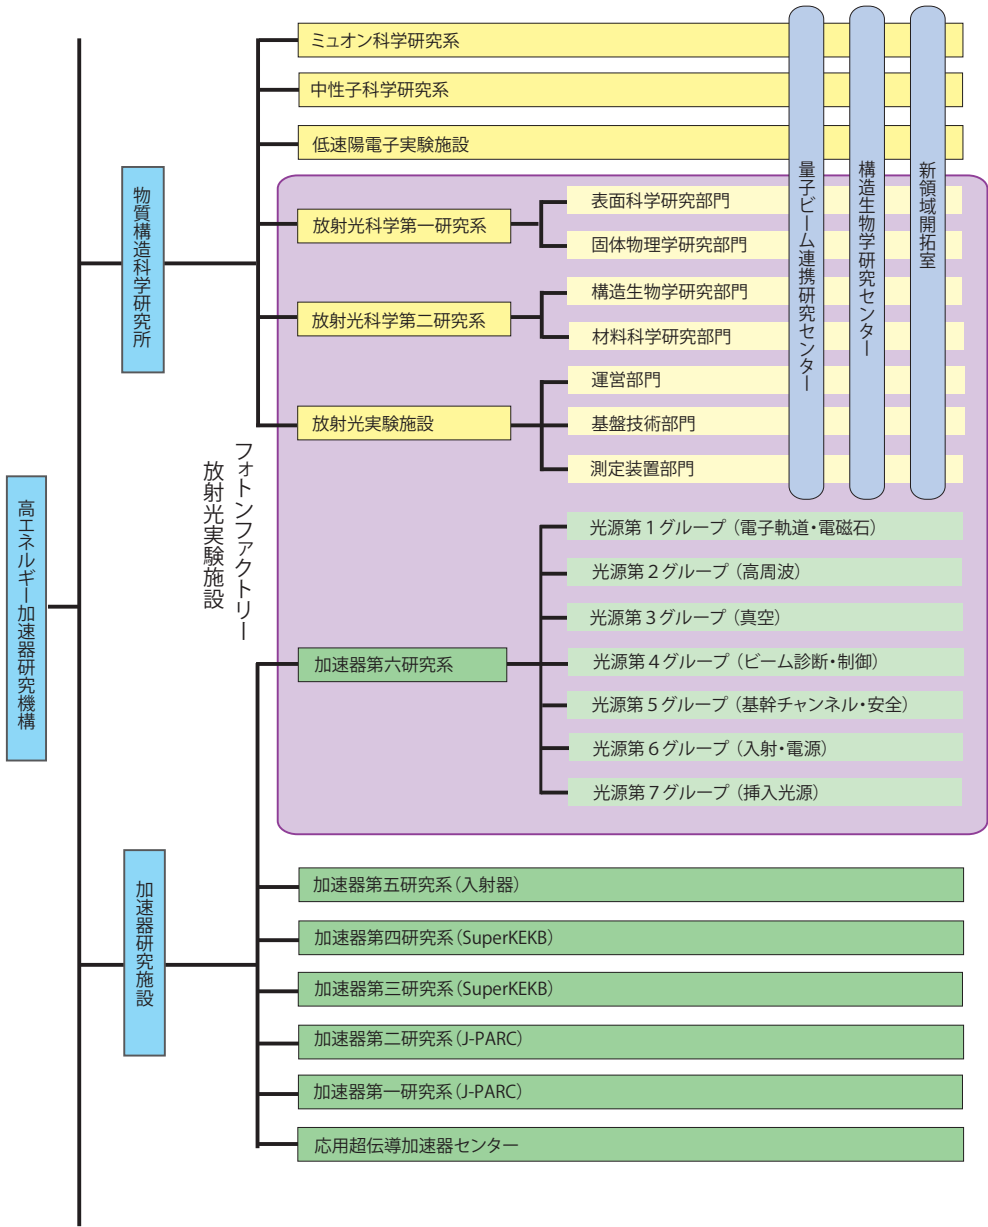 高エネルギー加速器研究機構
物質構造科学研究所
ミュオン科学研究系
中性子科学研究系
低速陽電子実験施設
放射光科学第一研究系
表面科学研究部門
固体物理学研究部門
放射光科学第二研究系
構造生物学研究部門
材料科学研究部門
放射光実験施設
運営部門
基盤技術部門
測定装置部門
量子ビーム連携研究センター
構造生物学研究センター
新領域開拓室
フォトンファクトリー
放射光実験施設
加速器第六研究系
光源第1グループ（電子軌道・電磁石）
光源第2グループ（高周波）
光源第3グループ（真空）
光源第4グループ（ビーム診断・制御）
光源第5グループ（基幹チャンネル・安全）
光源第6グループ（入射・電源）
光源第7グループ（挿入光源）
加速器研究施設
加速器第五研究系（入射器）
加速器第四研究系（SuperKEKB）
加速器第三研究系（SuperKEKB）
加速器第二研究系（J-PARC）
加速器第一研究系（J-PARC）
応用超伝導加速器センター